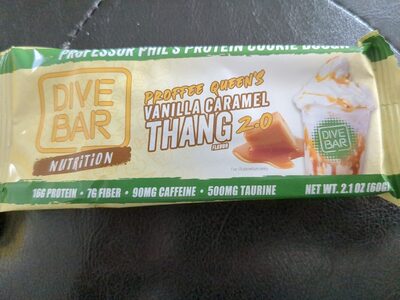 PROFESSOR PHIL'S PROTEIN COOKIE DOUGH
DIVE
BAR
NUTRITION
PROFFEE QUEEN'S
VANILLA CARAMEL
THANG 2.0
FLAVOR
DIVE
BAR
16G PROTEIN • 7G FIBER • 90MG CAFFEINE • 500MG TAURINE
NET WT. 2.1 OZ (60G)